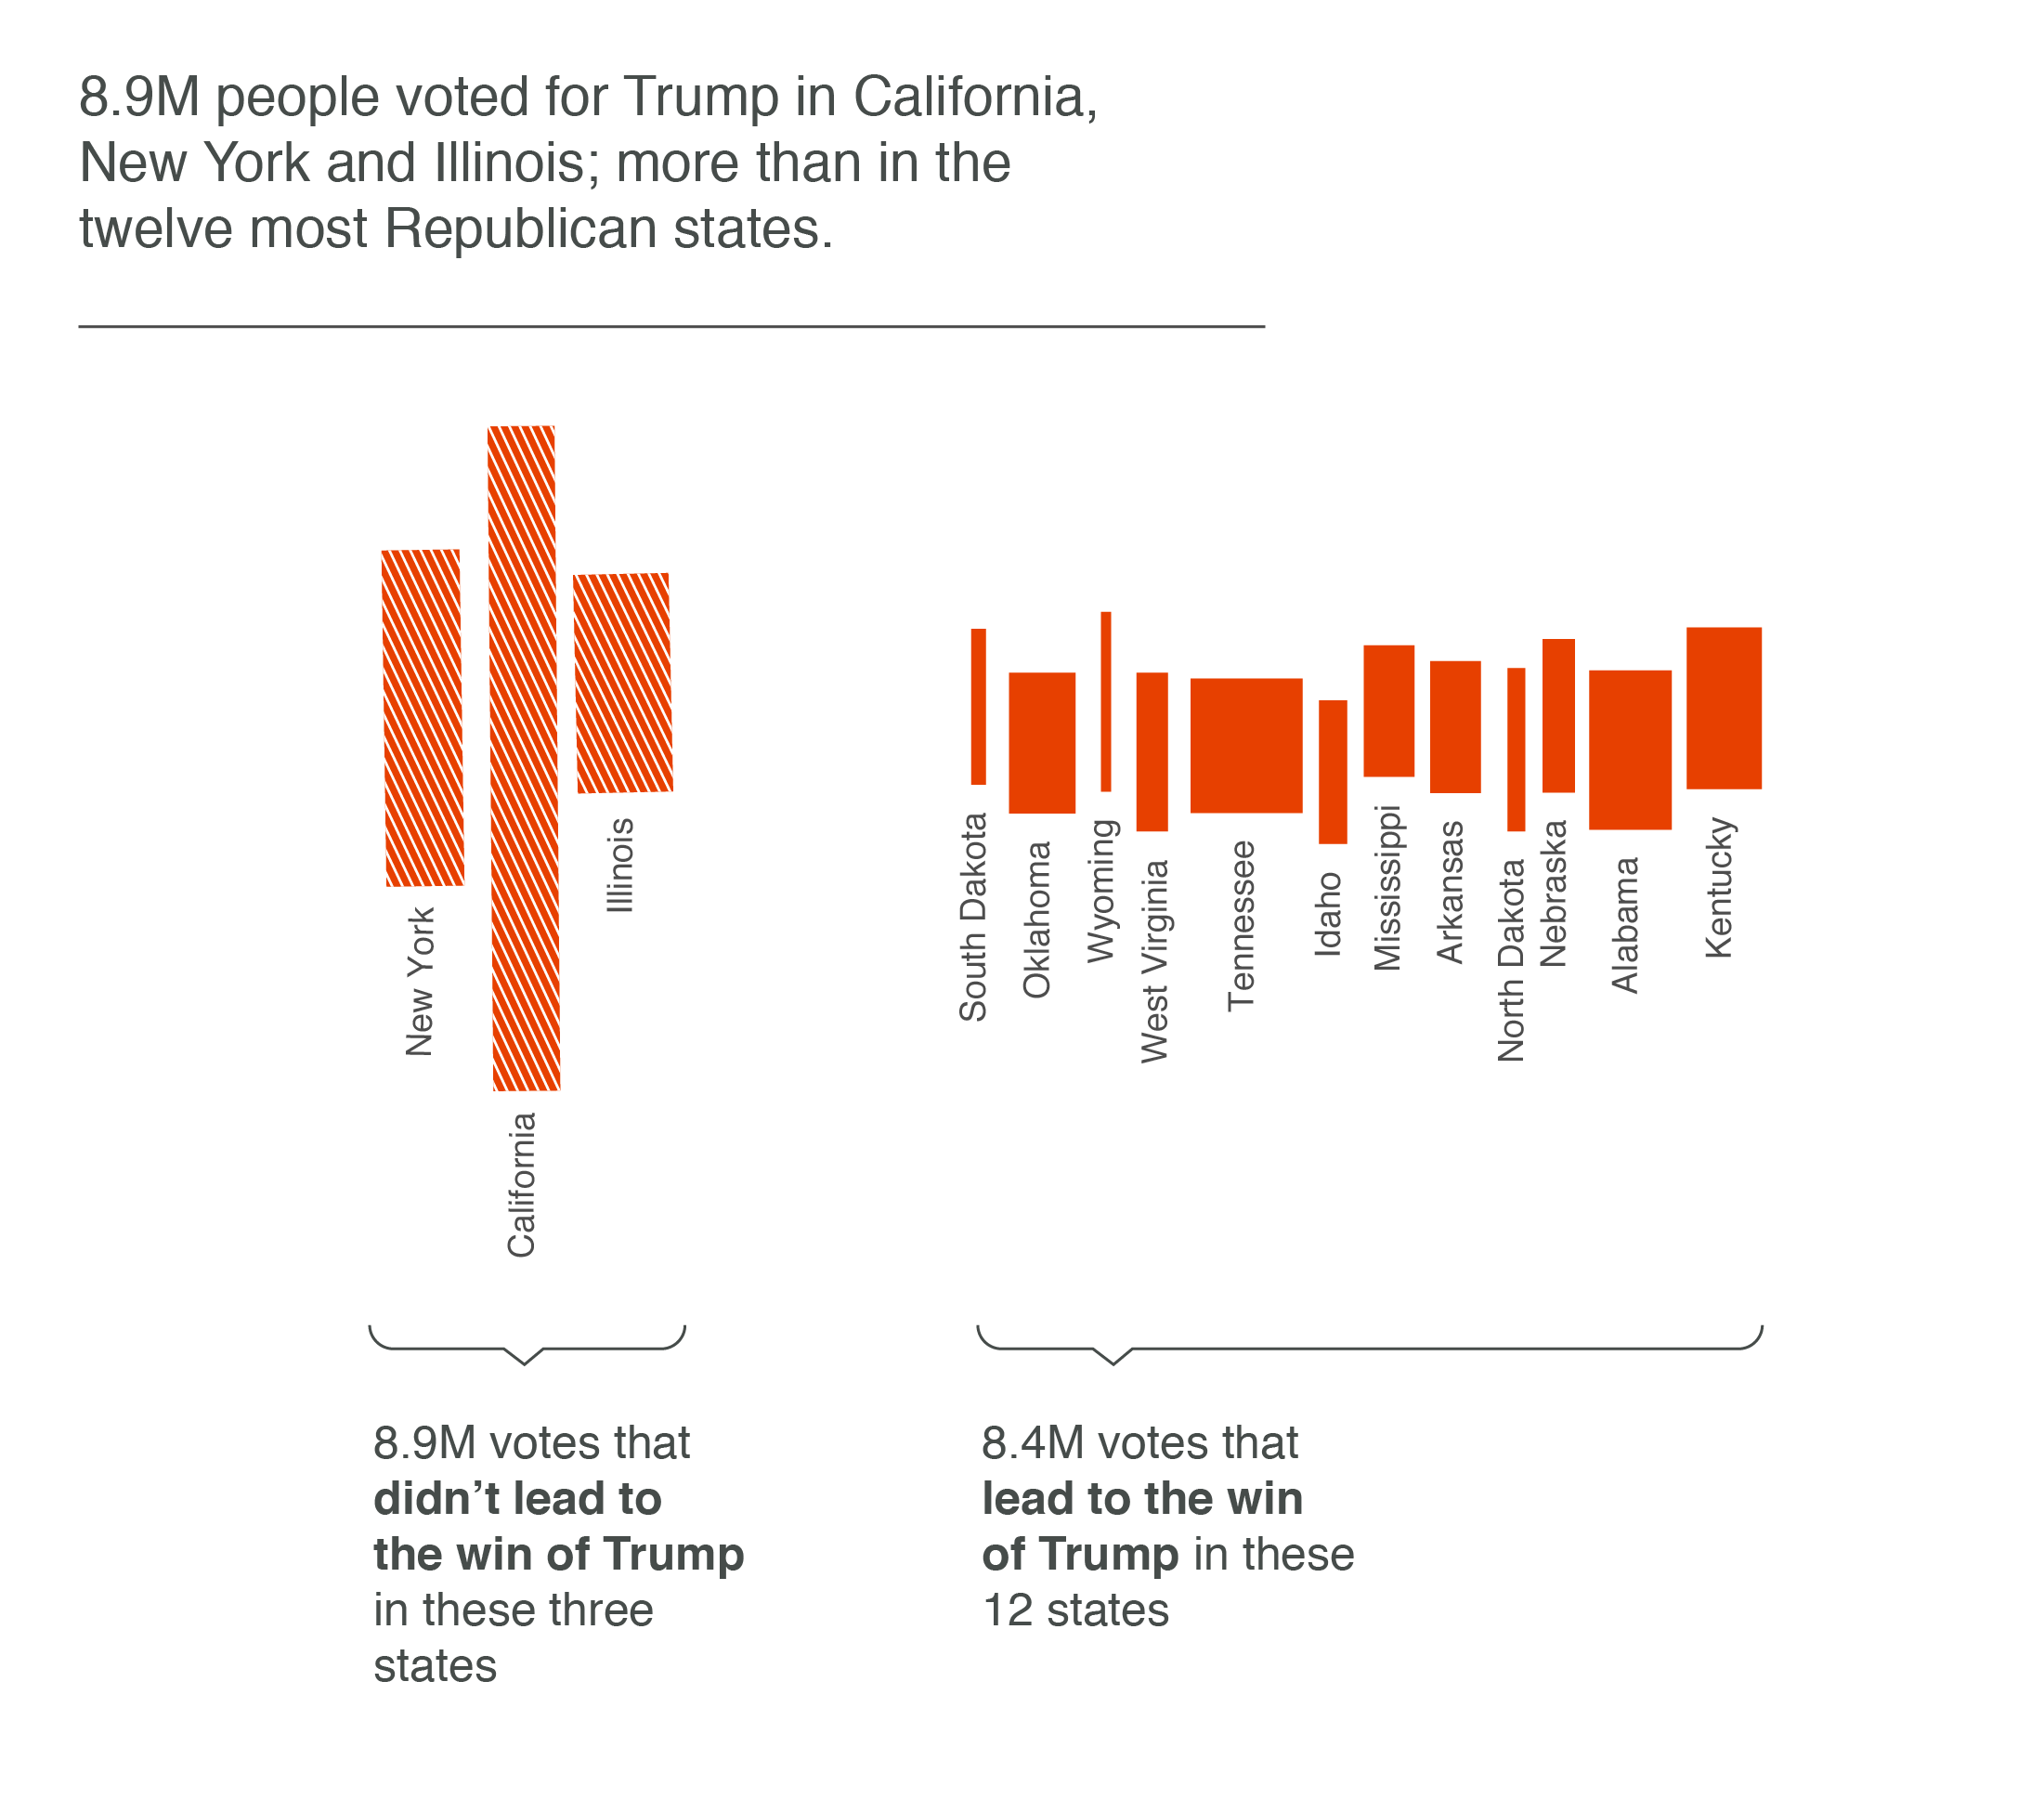 8.9M people voted for Trump in California,
New York and Illinois; more than in the
twelve most Republican states.
New York
California
Illinois
South Dakota
Oklahoma
Wyoming
West Virginia
Tennessee
Idaho
Mississippi
Arkansas
North Dakota
Nebraska
Alabama
Kentucky
8.9M votes that
didn’t lead to
the win of Trump
in these three
states
8.4M votes that
lead to the win
of Trump in these
12 states